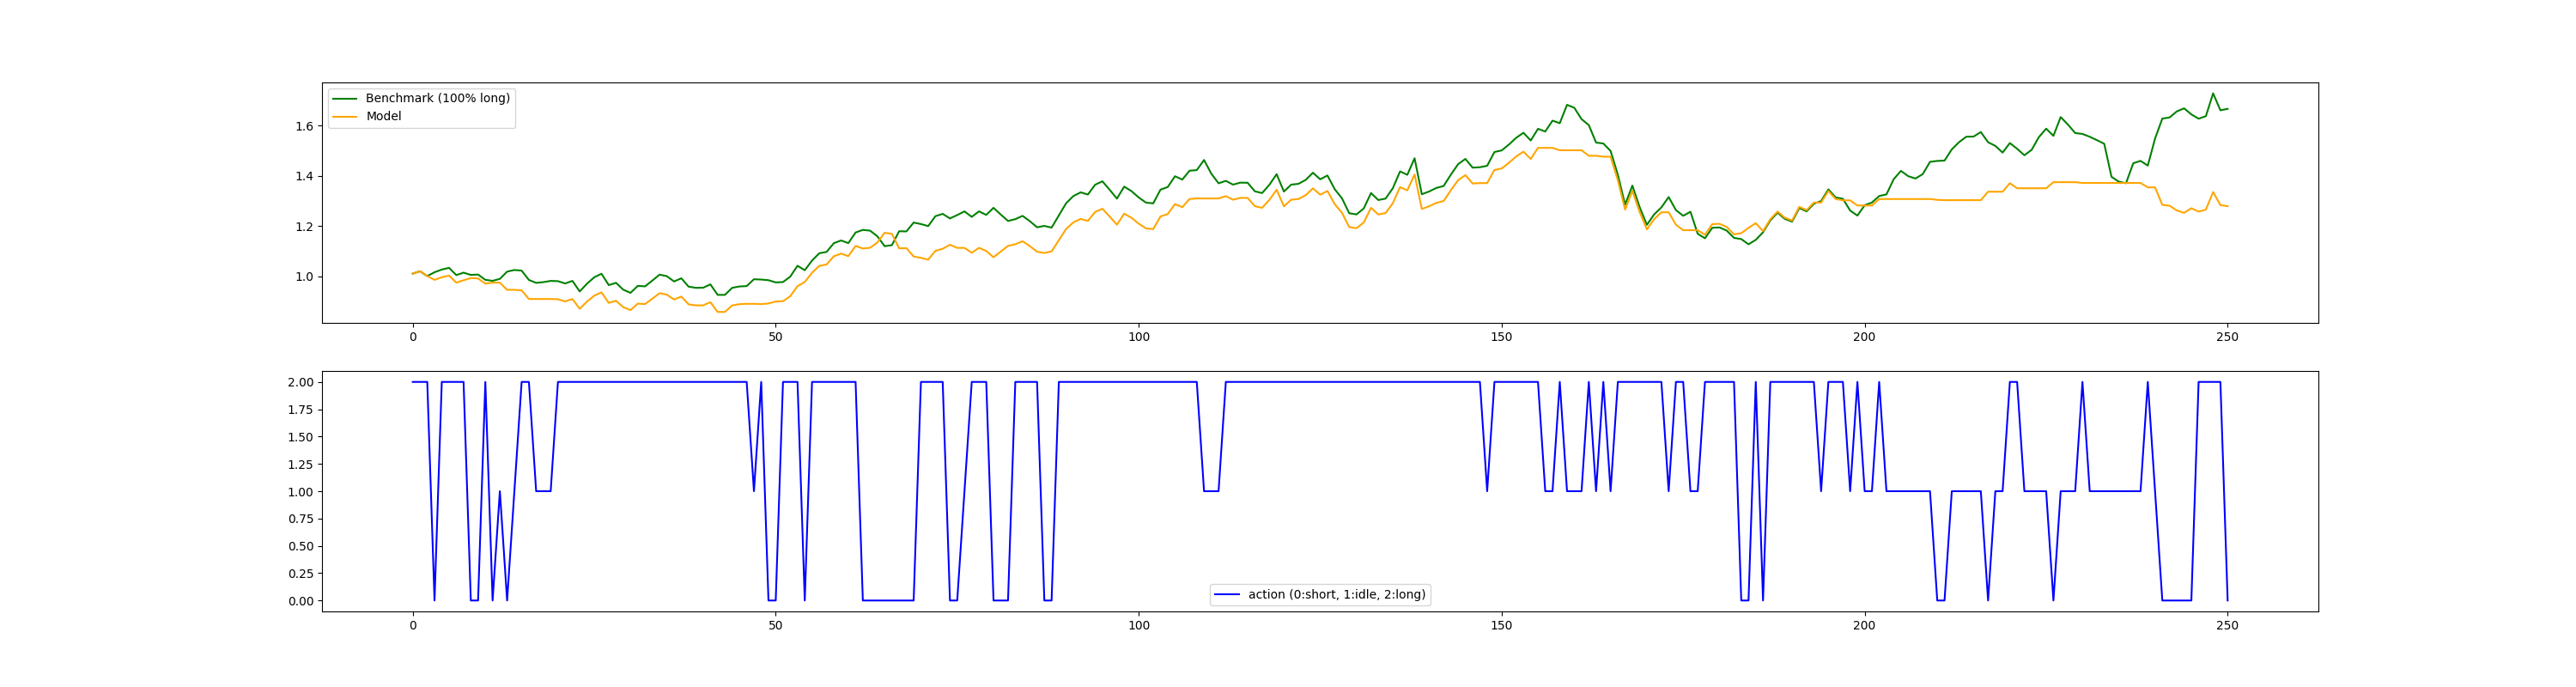 Benchmark (100% long)
Model
1.6
1.4
1.2
1.0
0 50 100 150 200 250
2.00
1.75
1.50
1.25
1.00
0.75
0.50
0.25
0.00
action (0:short, 1:idle, 2:long)
0 50 100 150 200 250